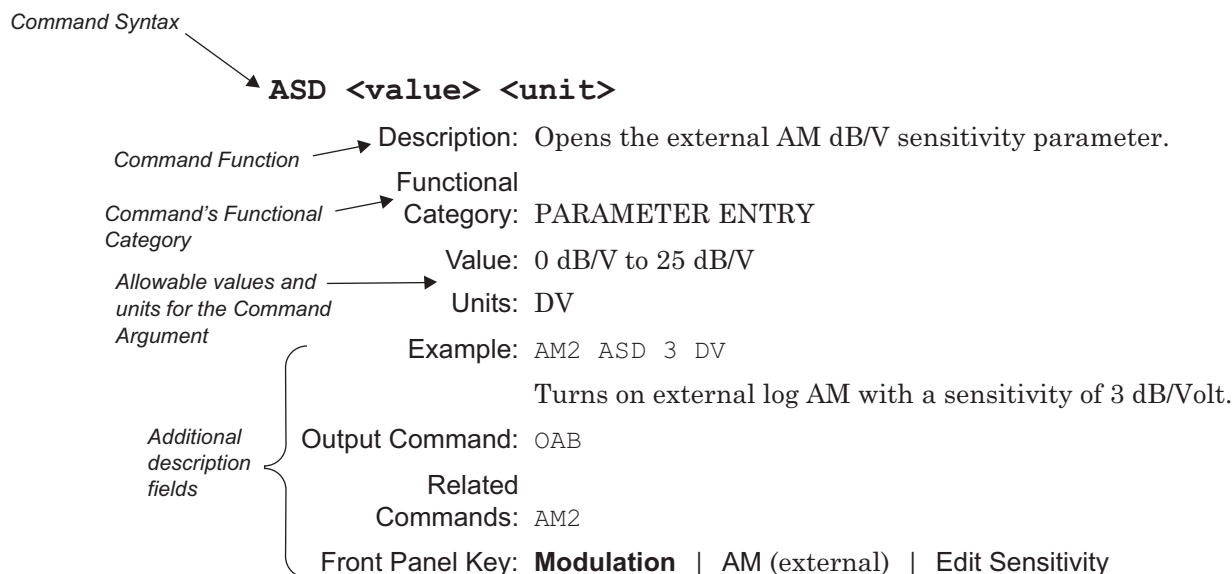 Command Syntax
ASD <value> <unit>
Description: Opens the external AM dB/V sensitivity parameter.
Command Function
Functional
Category: PARAMETER ENTRY
Command's Functional
Category
Value: 0 dB/V to 25 dB/V
Allowable values and
units for the Command
Argument
Units: DV
Example: AM2 ASD 3 DV
Turns on external log AM with a sensitivity of 3 dB/Volt.
Additional
description
fields
Output Command: OAB
Related
Commands: AM2
Front Panel Key: Modulation | AM (external) | Edit Sensitivity